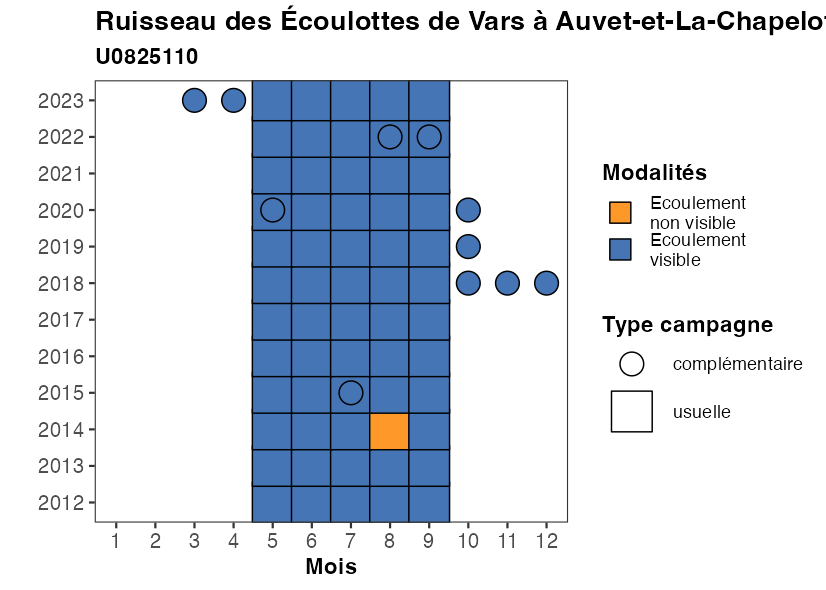 Ruisseau des Écoulottes de Vars à Auvet-et-La-Chapelo
U0825110
2023
2022
2021
2020
2019
2018
2017
2016
2015
2014
2013
2012
1 2 3 4 5 6 7 8 9 10 11 12
Mois
Modalités
Ecoulement
non visible
Ecoulement
visible
Type campagne
complémentaire
usuelle